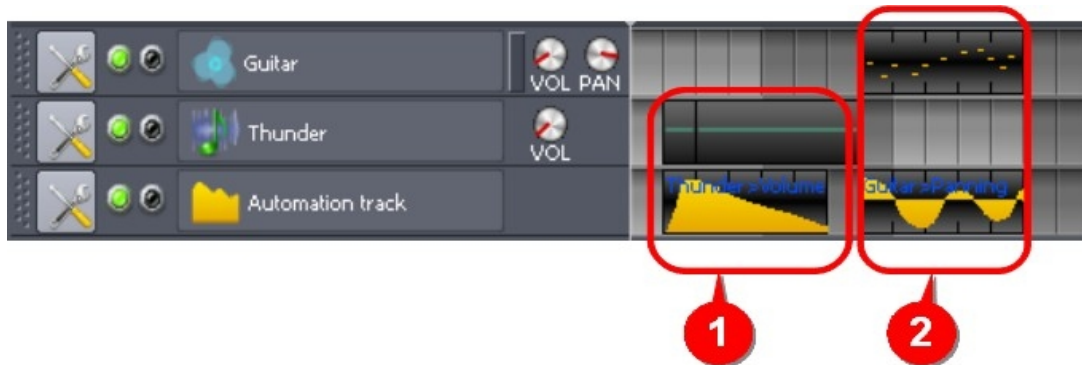 Guitar
VOL PAN
Thunder
VOL
Automation track
Thunder>Volume
Guitar>Panning
1
2